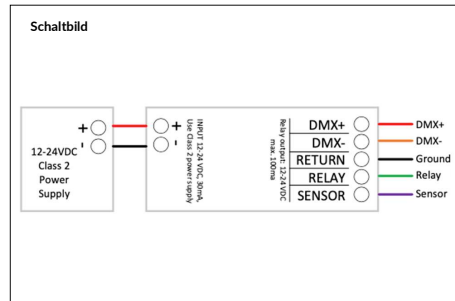 Schaltbild
+
-
12-24VDC
Class 2
Power
Supply
+
-
INPUT 12-24 VDC, 30mA,
Use Class 2 power supply
Relay output: 12-24 VDC
max. 100ma
DMX+
DMX-
RETURN
RELAY
SENSOR
DMX+
DMX-
Ground
Relay
Sensor